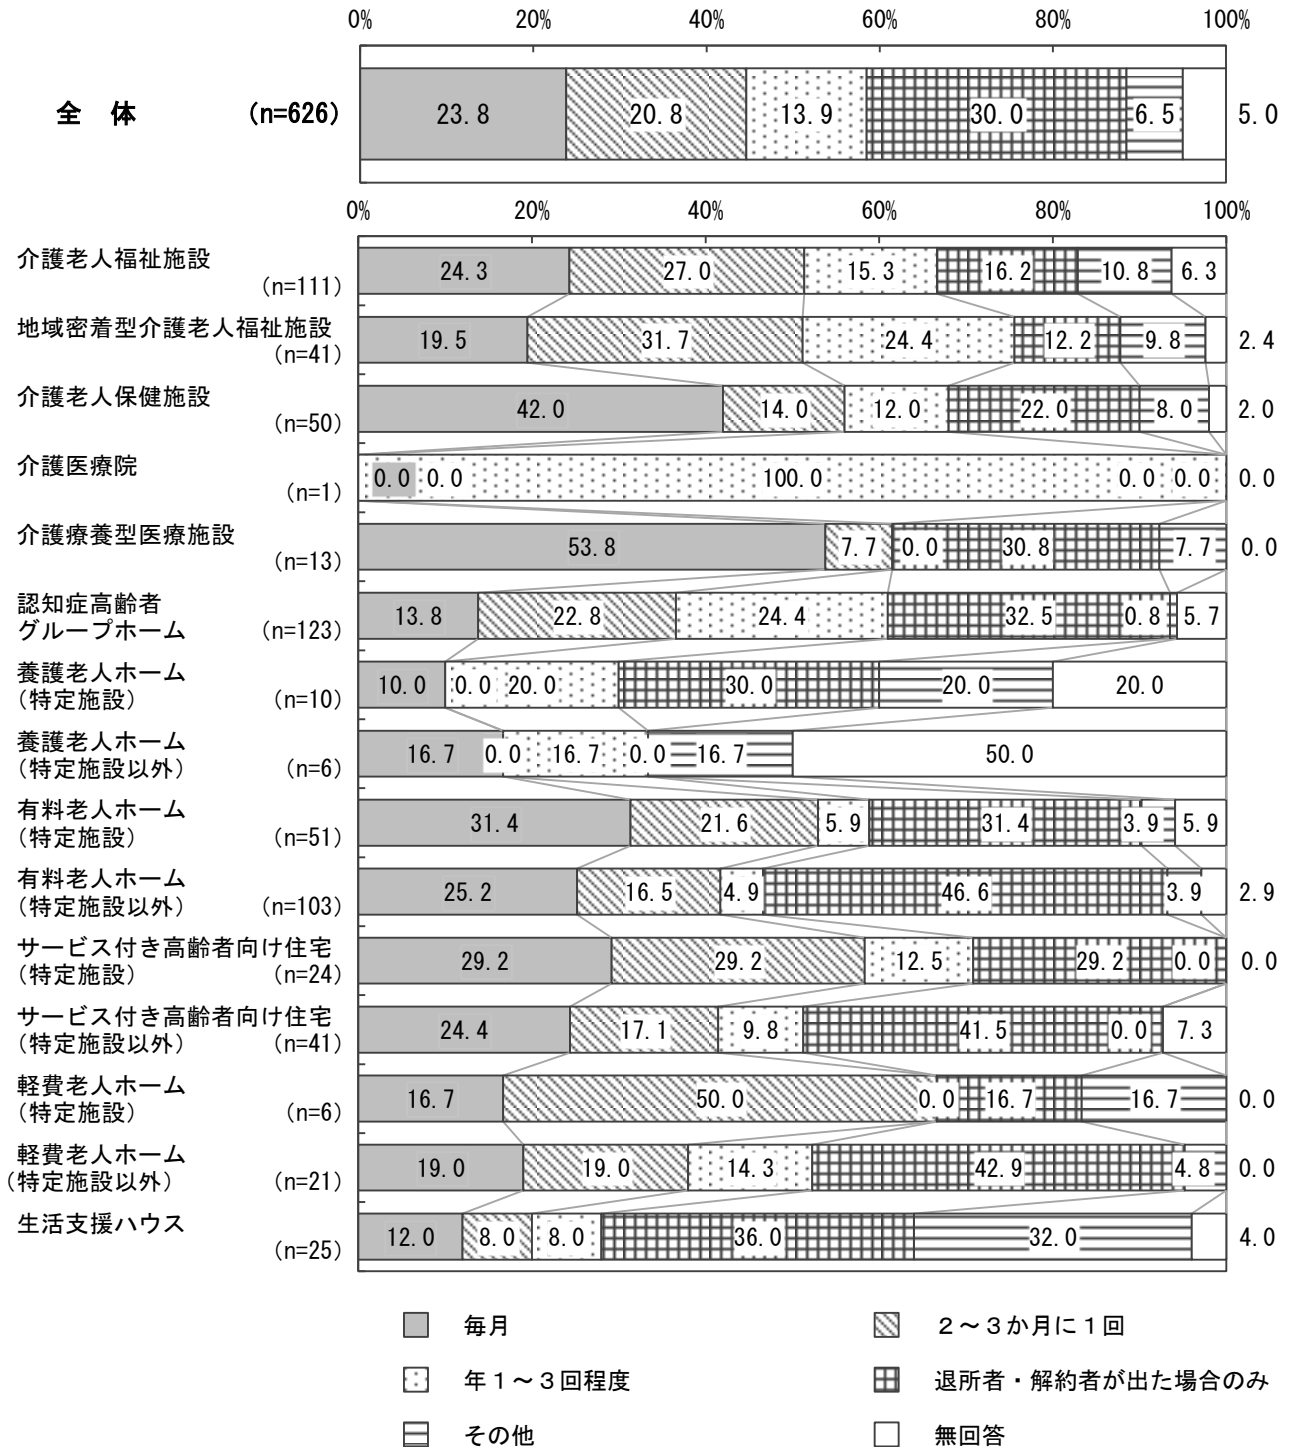 0% 20% 40% 60% 80% 100%
全 体 (n=626) 23.8 20.8 13.9 30.0 6.5 5.0
0% 20% 40% 60% 80% 100%
介護老人福祉施設
(n=111) 24.3 27.0 15.3 16.2 10.8 6.3
地域密着型介護老人福祉施設
(n=41) 19.5 31.7 24.4 12.2 9.8 2.4
介護老人保健施設
(n=50) 42.0 14.0 12.0 22.0 8.0 2.0
介護医療院
(n=1) 0.0 0.0 100.0 0.0 0.0 0.0
介護療養型医療施設
(n=13) 53.8 7.7 0.0 30.8 7.7 0.0
認知症高齢者
グループホーム (n=123) 13.8 22.8 24.4 32.5 0.8 5.7
養護老人ホーム
(特定施設) (n=10) 10.0 0.0 20.0 30.0 20.0 20.0
養護老人ホーム
(特定施設以外) (n=6) 16.7 0.0 16.7 0.0 16.7 50.0
有料老人ホーム
(特定施設) (n=51) 31.4 21.6 5.9 31.4 3.9 5.9
有料老人ホーム
(特定施設以外) (n=103) 25.2 16.5 4.9 46.6 3.9 2.9
サービス付き高齢者向け住宅
(特定施設) (n=24) 29.2 29.2 12.5 29.2 0.0 0.0
サービス付き高齢者向け住宅
(特定施設以外) (n=41) 24.4 17.1 9.8 41.5 0.0 7.3
軽費老人ホーム
(特定施設) (n=6) 16.7 50.0 0.0 16.7 16.7 0.0
軽費老人ホーム
(特定施設以外) (n=21) 19.0 19.0 14.3 42.9 4.8 0.0
生活支援ハウス
(n=25) 12.0 8.0 8.0 36.0 32.0 4.0
毎月 2～3か月に1回
年1～3回程度 退所者・解約者が出た場合のみ
その他 無回答